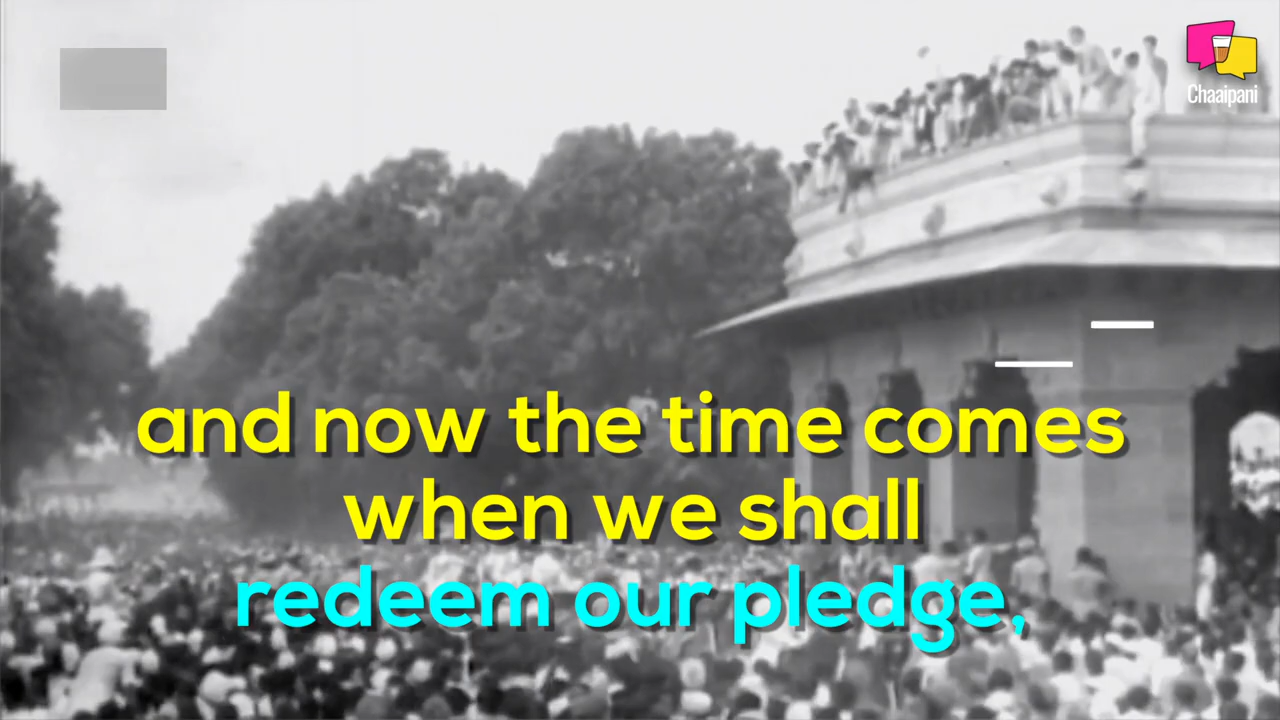 Chaaipani
and now the time comes
when we shall
redeem our pledge,